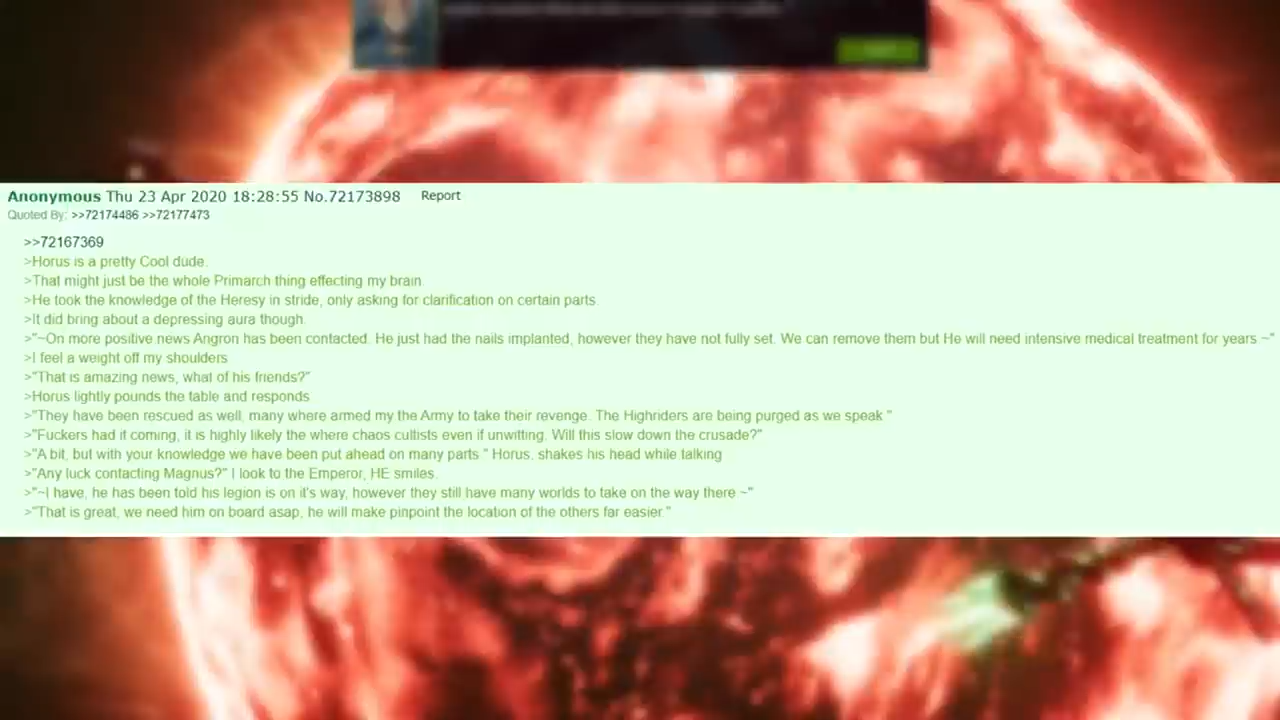 Anonymous Thu 23 Apr 2020 18:28:55 No.72173898 Report
Quoted By: >>72174486 >>72177473
>>72167369
>Horus is a pretty Cool dude.
>That might just be the whole Primarch thing effecting my brain.
>He took the knowledge of the Heresy in stride, only asking for clarification on certain parts.
>It did bring about a depressing aura though.
>"~On more positive news Angron has been contacted. He just had the nails implanted, however they have not fully set. We can remove them but He will need intensive medical treatment for years ~"
>I feel a weight off my shoulders
>"That is amazing news, what of his friends?"
>Horus lightly pounds the table and responds
>"They have been rescued as well, many where armed my the Army to take their revenge. The Highriders are being purged as we speak "
>"Fuckers had it coming, it is highly likely the where chaos cultists even if unwitting. Will this slow down the crusade?"
>"A bit, but with your knowledge we have been put ahead on many parts " Horus. shakes his head while talking
>"Any luck contacting Magnus?" I look to the Emperor, HE smiles.
>"~I have, he has been told his legion is on it's way, however they still have many worlds to take on the way there ~"
>"That is great, we need him on board asap, he will make pinpoint the location of the others far easier."